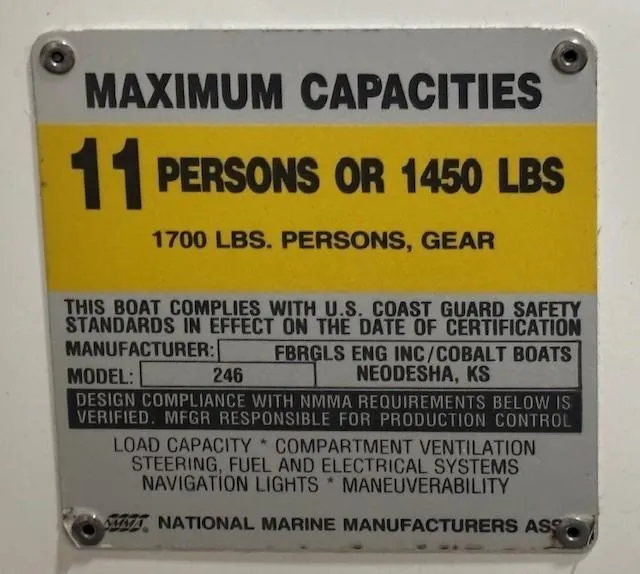 MAXIMUM CAPACITIES
11 PERSONS OR 1450 LBS
1700 LBS. PERSONS, GEAR
THIS BOAT COMPLIES WITH U.S. COAST GUARD SAFETY
STANDARDS IN EFFECT ON THE DATE OF CERTIFICATION
MANUFACTURER: FBRGLS ENG INC/COBALT BOATS
MODEL: 246 NEODESHA, KS
DESIGN COMPLIANCE WITH NMMA REQUIREMENTS BELOW IS
VERIFIED. MFGR RESPONSIBLE FOR PRODUCTION CONTROL
LOAD CAPACITY * COMPARTMENT VENTILATION
STEERING, FUEL AND ELECTRICAL SYSTEMS
NAVIGATION LIGHTS * MANEUVERABILITY
NMMA® NATIONAL MARINE MANUFACTURERS ASS